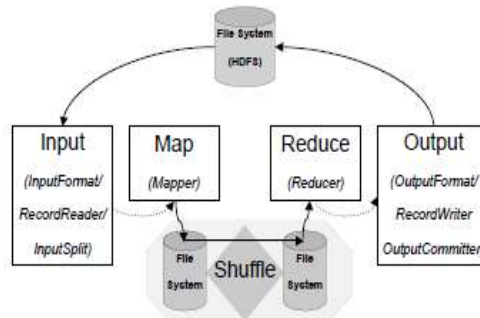 File System
(HDFS)
Input
(InputFormat/
RecordReader/
InputSplit)
Map
(Mapper)
Reduce
(Reducer)
Output
(OutputFormat/
RecordWriter
OutputCommitter)
File
System
Shuffle
File
System